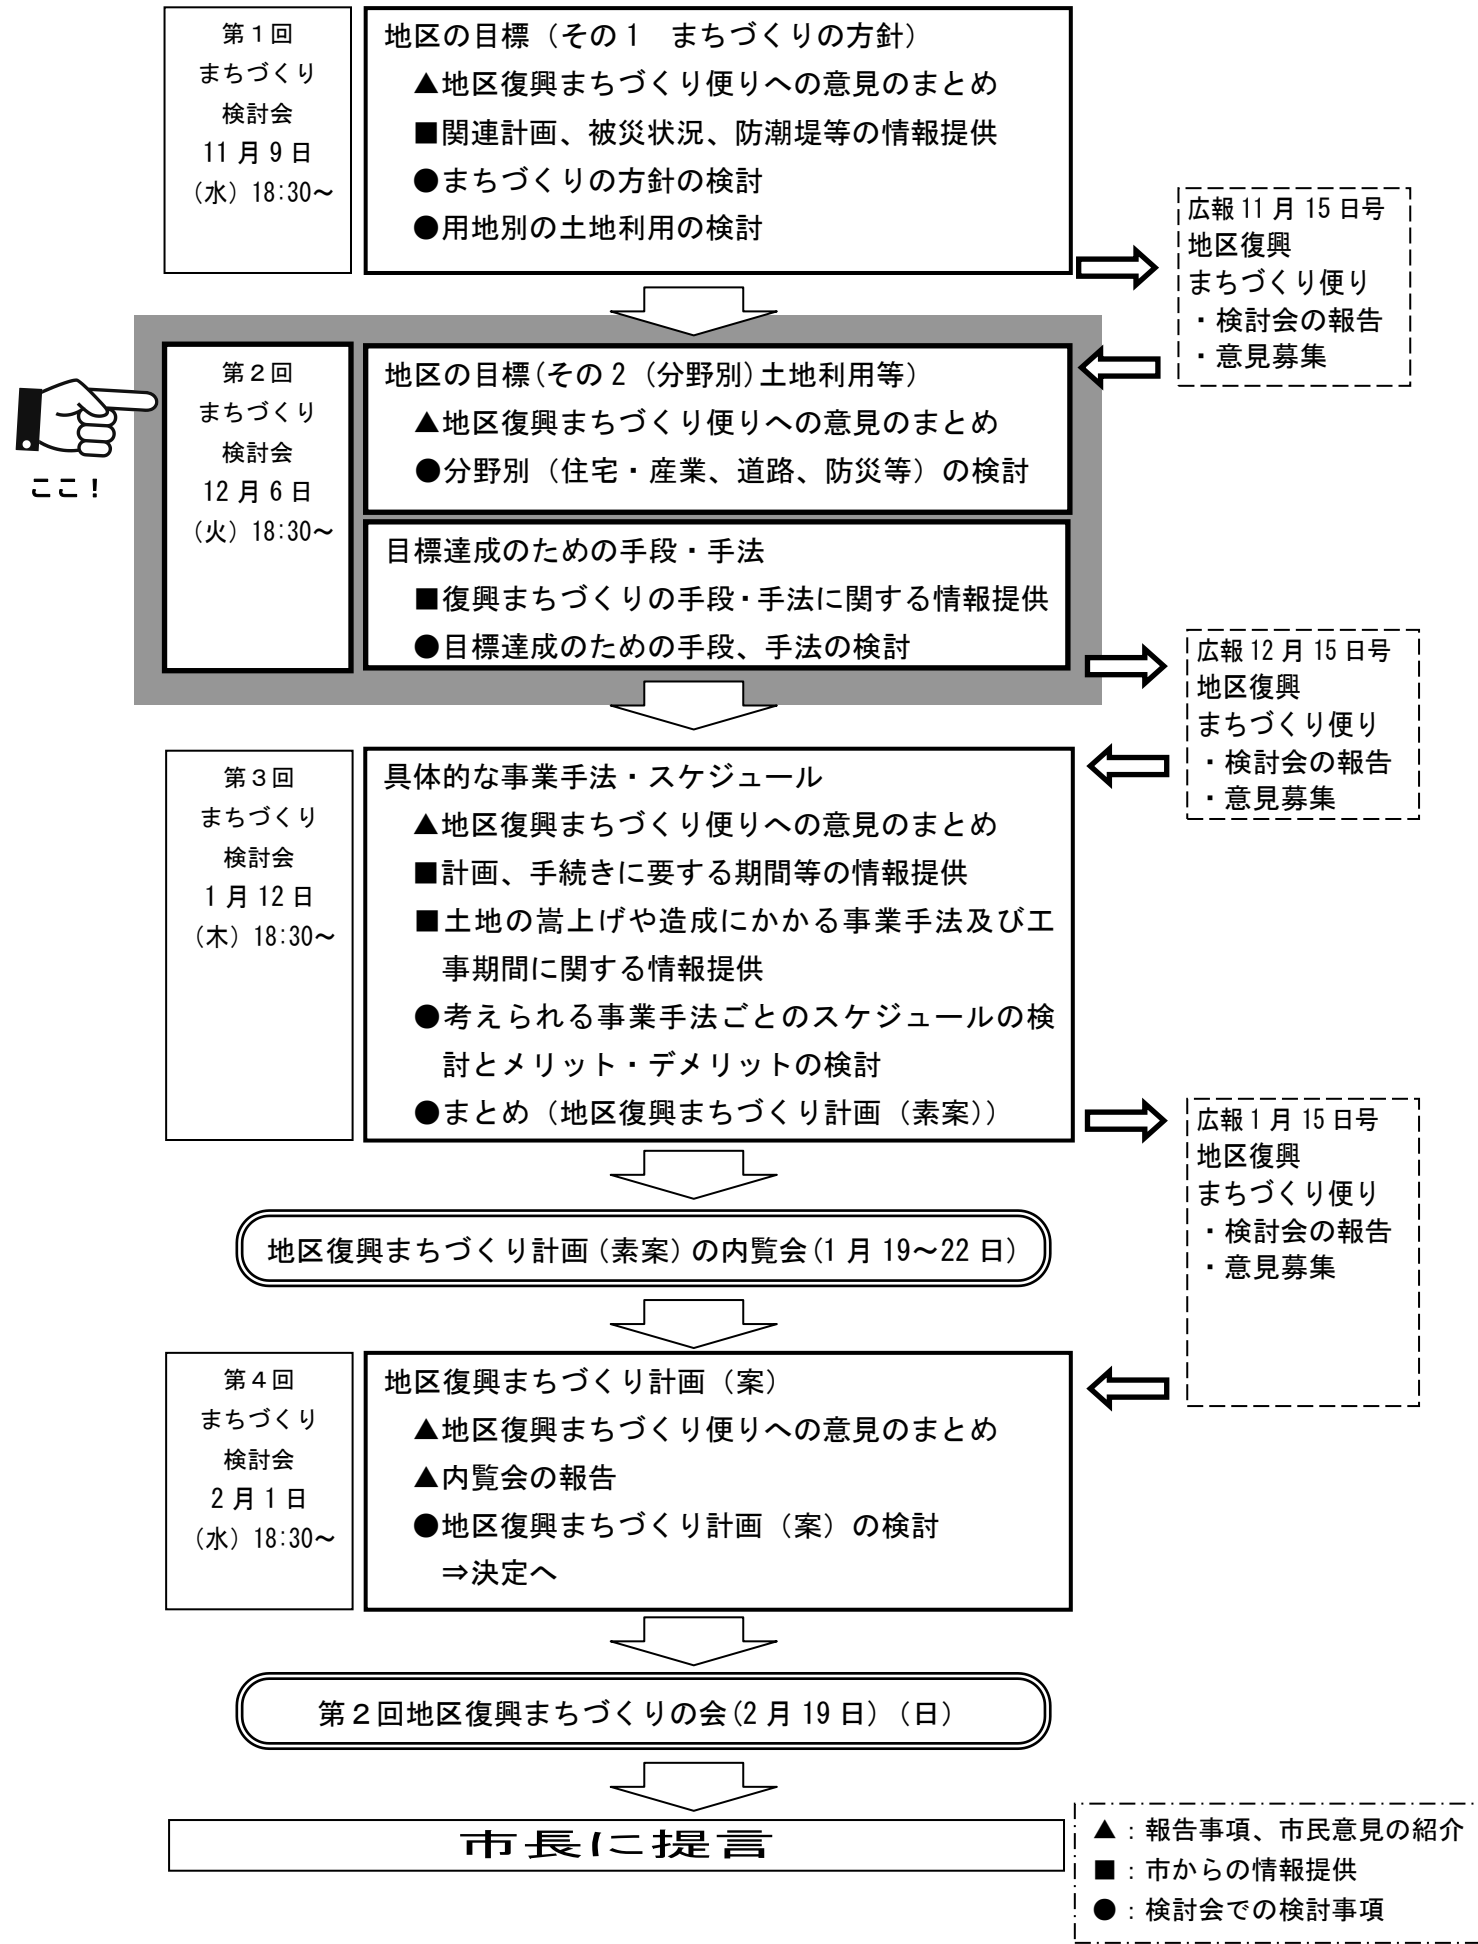 第１回
まちづくり
検討会
11月9日
（水）18:30～
地区の目標（その1　まちづくりの方針）
▲地区復興まちづくり便りへの意見のまとめ
■関連計画、被災状況、防潮堤等の情報提供
●まちづくりの方針の検討
●用地別の土地利用の検討
広報11月15日号
地区復興
まちづくり便り
・検討会の報告
・意見募集
ここ！
第２回
まちづくり
検討会
12月6日
（火）18:30～
地区の目標(その2（分野別)土地利用等）
▲地区復興まちづくり便りへの意見のまとめ
●分野別（住宅・産業、道路、防災等）の検討
目標達成のための手段・手法
■復興まちづくりの手段・手法に関する情報提供
●目標達成のための手段、手法の検討
広報12月15日号
地区復興
まちづくり便り
・検討会の報告
・意見募集
第３回
まちづくり
検討会
1月12日
（木）18:30～
具体的な事業手法・スケジュール
▲地区復興まちづくり便りへの意見のまとめ
■計画、手続きに要する期間等の情報提供
■土地の嵩上げや造成にかかる事業手法及び工
事期間に関する情報提供
●考えられる事業手法ごとのスケジュールの検
討とメリット・デメリットの検討
●まとめ（地区復興まちづくり計画（素案））
広報1月15日号
地区復興
まちづくり便り
・検討会の報告
・意見募集
地区復興まちづくり計画(素案)の内覧会(1月19～22日)
第４回
まちづくり
検討会
2月1日
（水）18:30～
地区復興まちづくり計画（案）
▲地区復興まちづくり便りへの意見のまとめ
▲内覧会の報告
●地区復興まちづくり計画（案）の検討
⇒決定へ
第２回地区復興まちづくりの会(2月19日)（日）
市長に提言
▲：報告事項、市民意見の紹介
■：市からの情報提供
●：検討会での検討事項